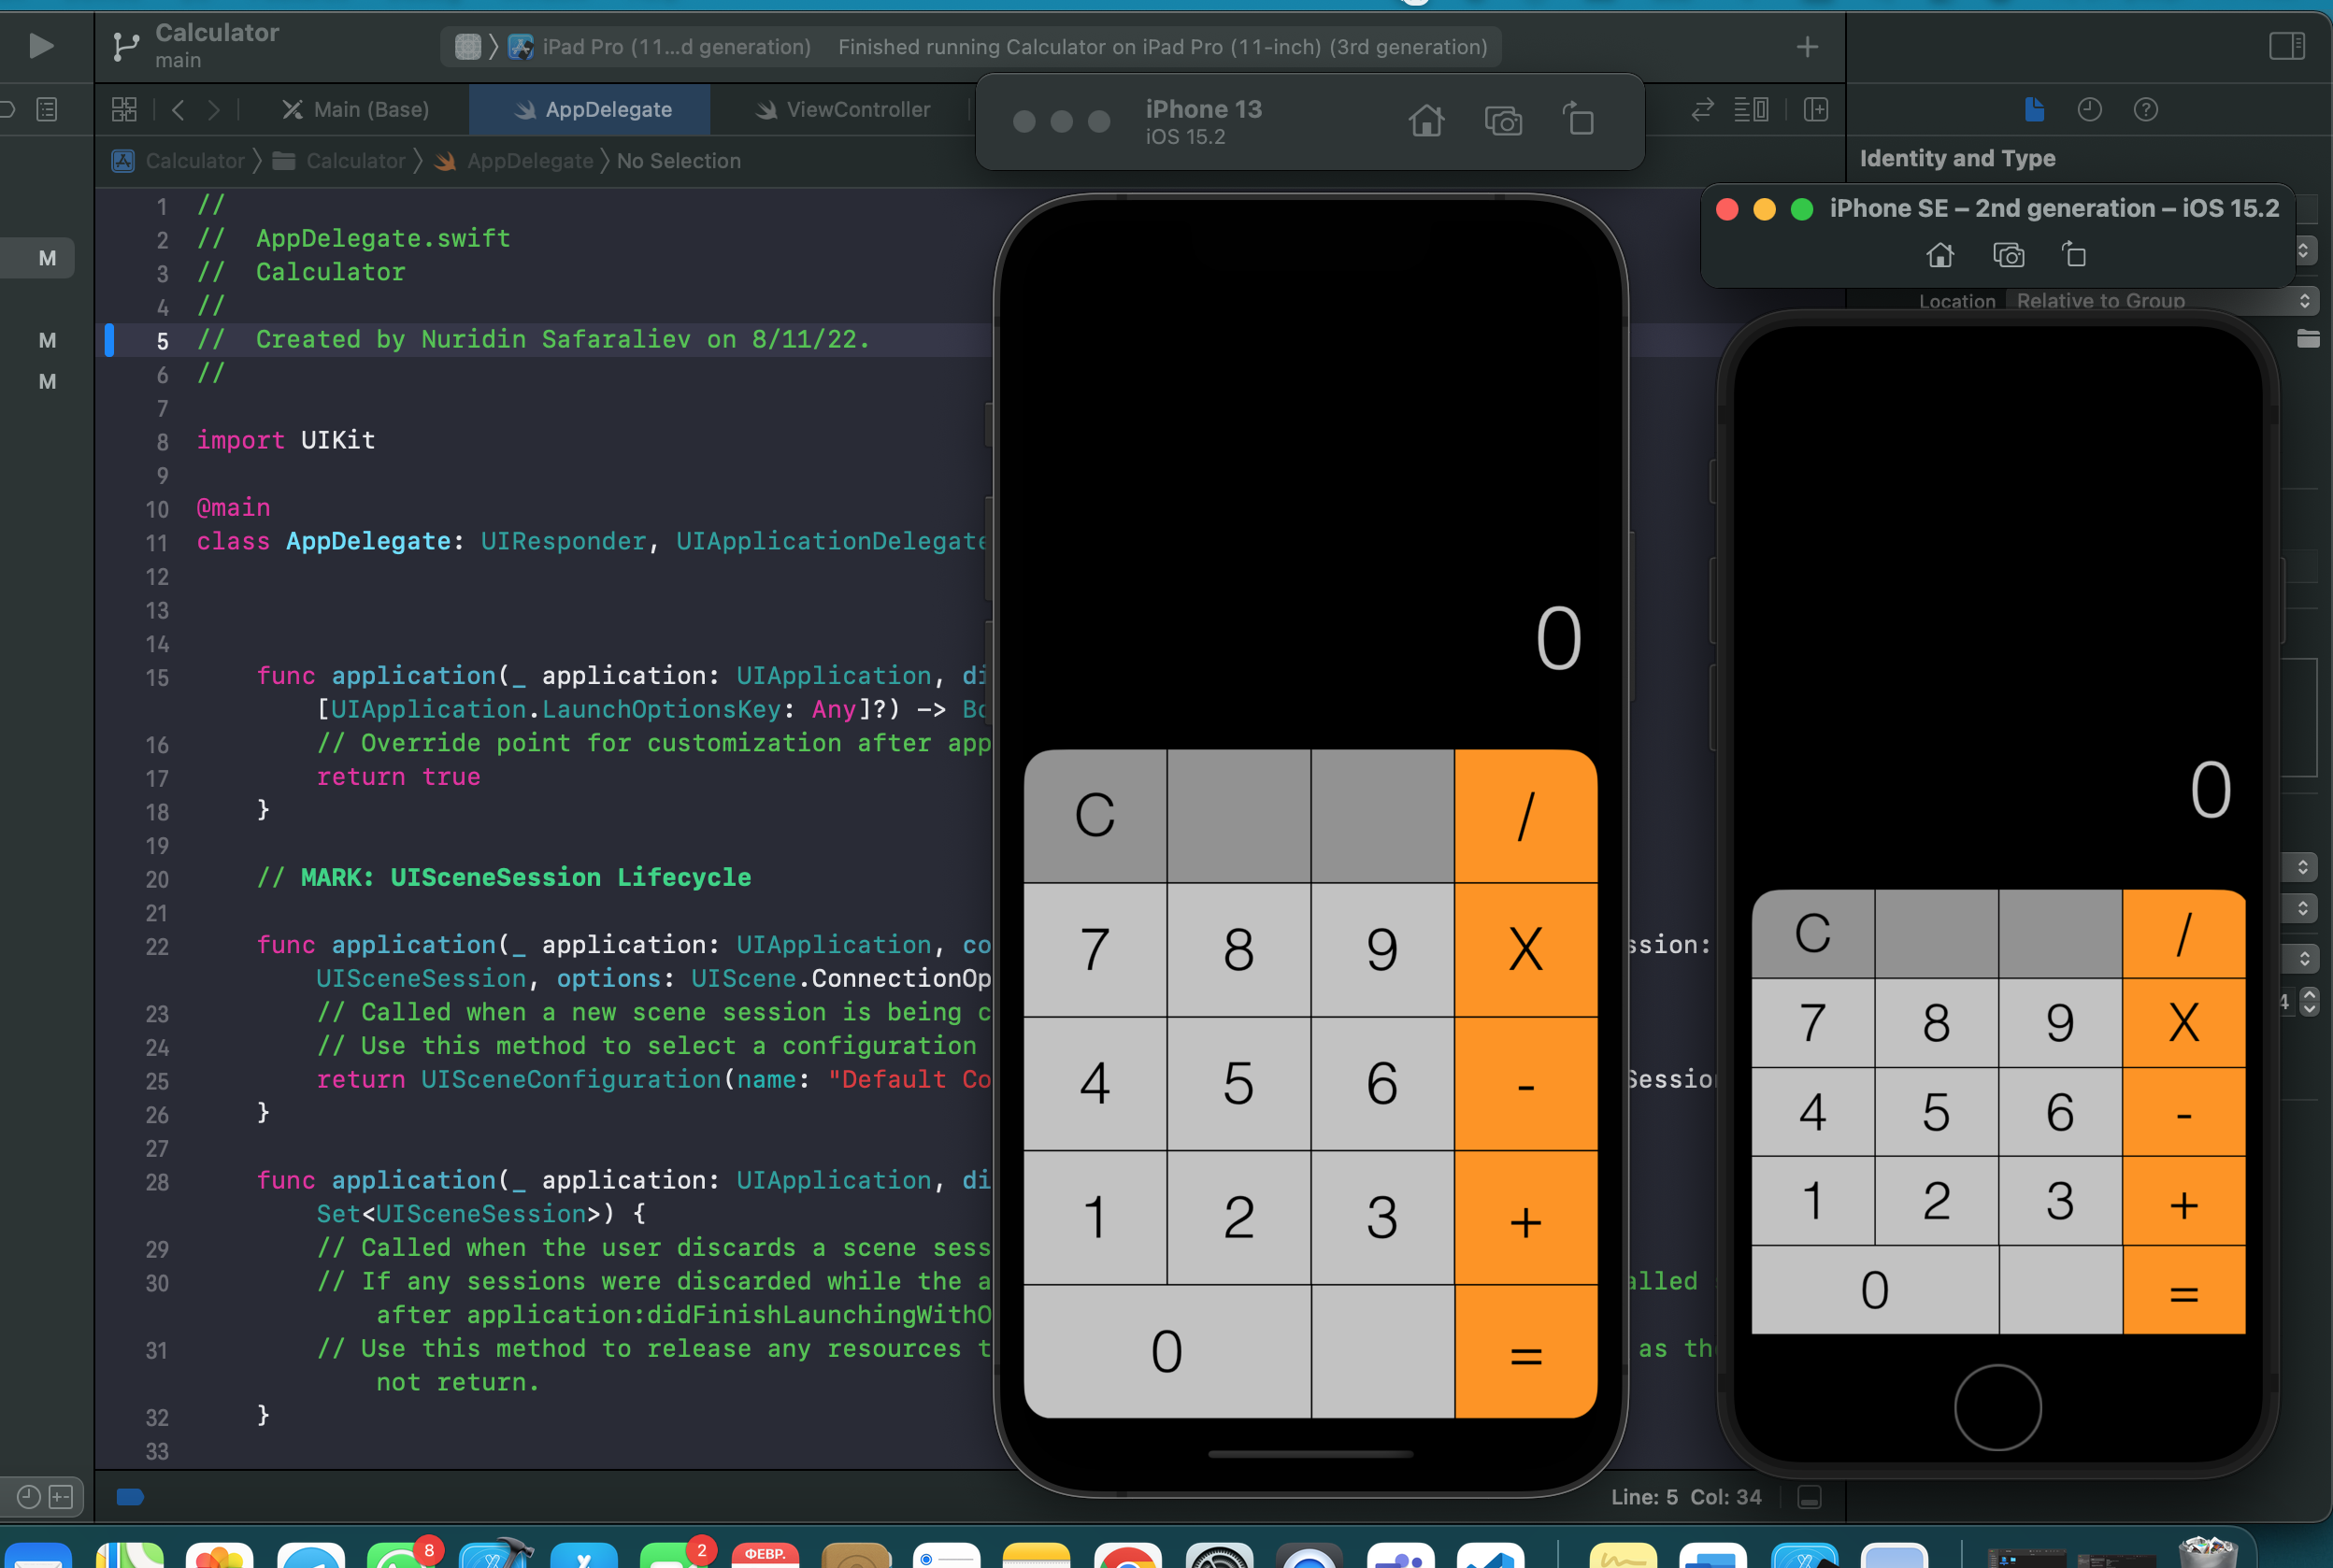 Calculator
main
iPad Pro (11...d generation)
Finished running Calculator on iPad Pro (11-inch) (3rd generation)
Main (Base)
AppDelegate
ViewController
Calculator
Calculator
AppDelegate
No Selection
Identity and Type
iPhone 13
iOS 15.2
iPhone SE – 2nd generation – iOS 15.2
Location Relative to Group
M
M
M
1 //
2 // AppDelegate.swift
3 // Calculator
4 //
5 // Created by Nuridin Safaraliev on 8/11/22.
6 //
7
8 import UIKit
9
10 @main
11 class AppDelegate: UIResponder, UIApplicationDelegate
12
13
14
15 func application(_ application: UIApplication, di
[UIApplication.LaunchOptionsKey: Any]?) -> Bo
16 // Override point for customization after app
17 return true
18 }
19
20 // MARK: UISceneSession Lifecycle
21
22 func application(_ application: UIApplication, co ssion:
UISceneSession, options: UIScene.ConnectionOp
23 // Called when a new scene session is being c
24 // Use this method to select a configuration
25 return UISceneConfiguration(name: "Default Co Session
26 }
27
28 func application(_ application: UIApplication, di
Set<UISceneSession>) {
29 // Called when the user discards a scene sess
30 // If any sessions were discarded while the a alled
after application:didFinishLaunchingWithO
31 // Use this method to release any resources t as the
not return.
32 }
33
0
C /
7 8 9 X
4 5 6 -
1 2 3 +
0 =
0
C /
7 8 9 X
4 5 6 -
1 2 3 +
0 =
4
Line: 5 Col: 34
8
2
ФЕВР.